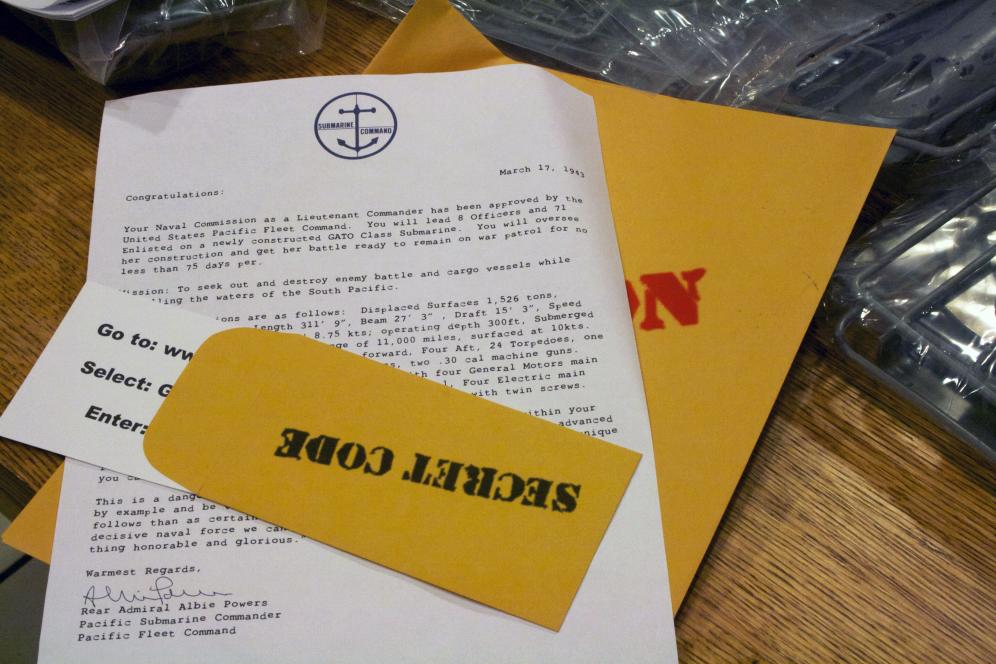 SUBMARINE COMMAND
March 17, 1943
Congratulations:
Your Naval Commission as a Lieutenant Commander has been approved by the
United States Pacific Fleet Command. You will lead 8 Officers and 71
Enlisted on a newly constructed GATO Class Submarine. You will oversee
her construction and get her battle ready to remain on war patrol for no
less than 75 days per.
Mission: To seek out and destroy enemy battle and cargo vessels while
the waters of the South Pacific.
are as follows: Displaced Surfaces 1,526 tons,
Length 311' 9", Beam 27' 3" , Draft 15' 3", Speed
8.75 kts; operating depth 300ft, Submerged
of 11,000 miles, surfaced at 10kts.
forward, Four Aft, 24 Torpedoes, one
two .30 cal machine guns.
four General Motors main
Four Electric main
with twin screws.
within your
advanced
Go to:
Select:
Enter:
SECRET CODE
This is a
by example and be
follows than as certain
decisive naval force we can
thing honorable and glorious."
Warmest Regards,
Rear Admiral Albie Powers
Pacific Submarine Commander
Pacific Fleet Command